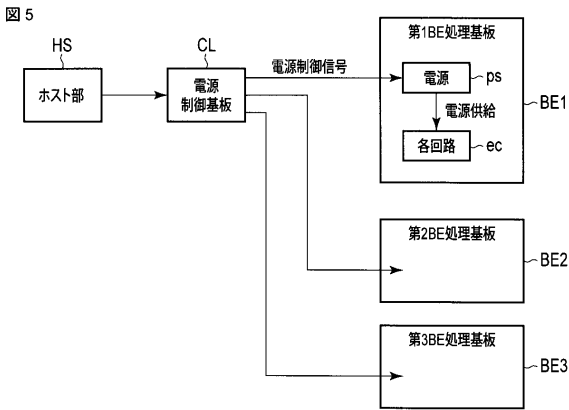 図5
HS
ホスト部
CL
電源
制御基板
電源制御信号
第1BE処理基板
電源
ps
電源供給
各回路
ec
BE1
第2BE処理基板
BE2
第3BE処理基板
BE3